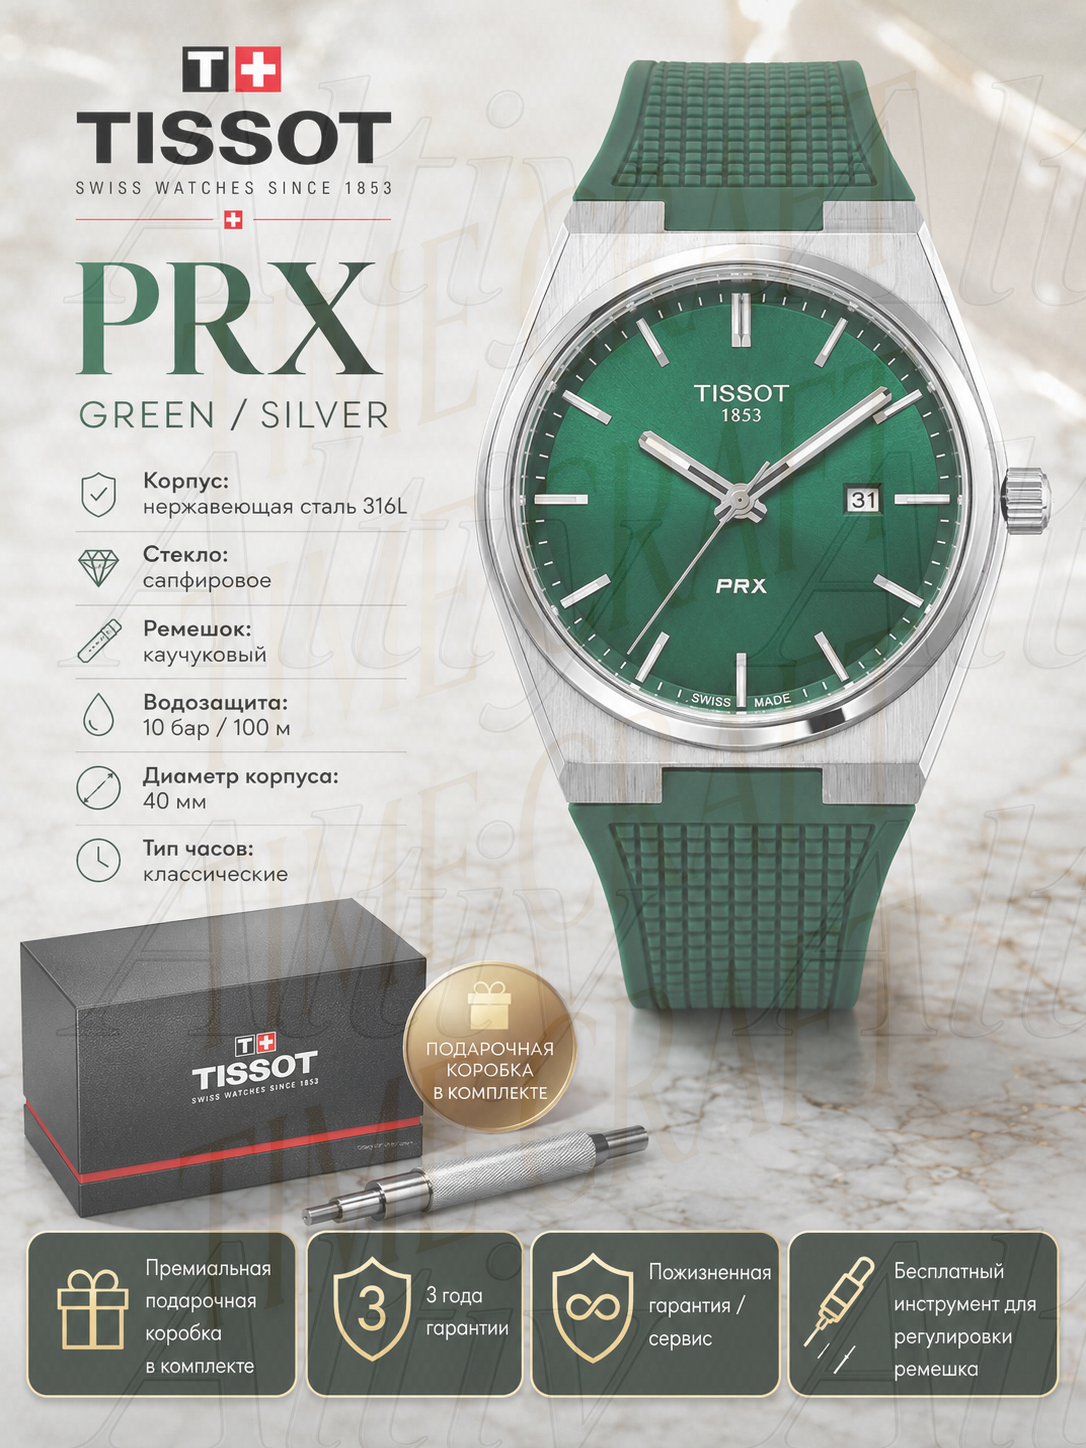 T+
TISSOT
SWISS WATCHES SINCE 1853
PRX
GREEN / SILVER
Корпус:
нержавеющая сталь 316L
Стекло:
сапфировое
Ремешок:
каучуковый
Водозащита:
10 бар / 100 м
Диаметр корпуса:
40 мм
Тип часов:
классические
TISSOT
1853
31
PRX
SWISS MADE
T+
TISSOT
SWISS WATCHES SINCE 1853
ПОДАРОЧНАЯ
КОРОБКА
В КОМПЛЕКТЕ
Премиальная
подарочная
коробка
в комплекте
3
3 года
гарантии
Пожизненная
гарантия /
сервис
Бесплатный
инструмент для
регулировки
ремешка